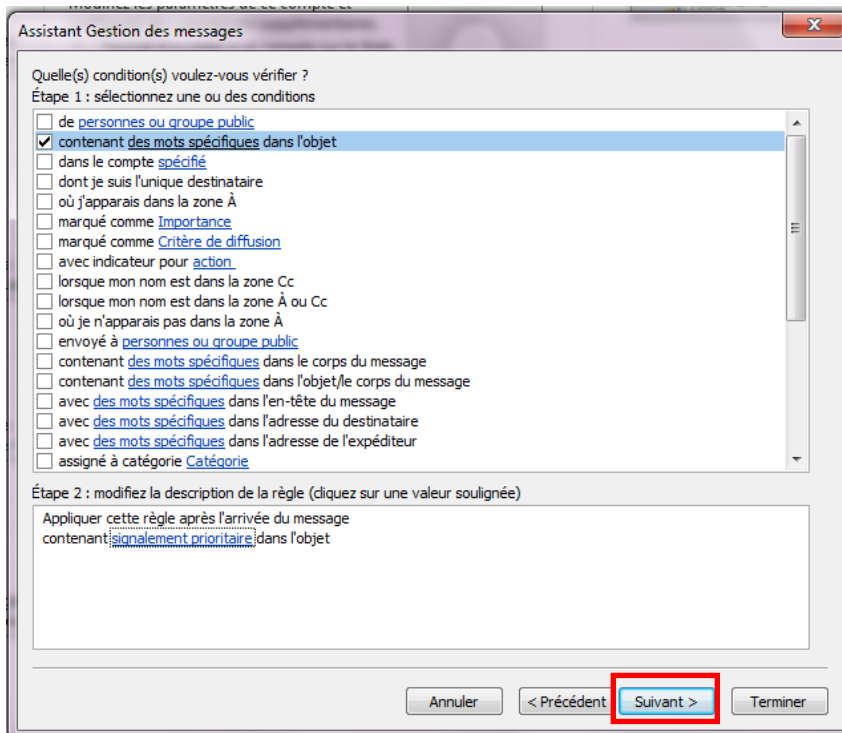 Modifiez les paramètres de ce compte et
Assistant Gestion des messages
Quelle(s) condition(s) voulez-vous vérifier ?
Étape 1 : sélectionnez une ou des conditions
de personnes ou groupe public
contenant des mots spécifiques dans l'objet
dans le compte spécifié
dont je suis l'unique destinataire
où j'apparais dans la zone À
marqué comme Importance
marqué comme Critère de diffusion
avec indicateur pour action
lorsque mon nom est dans la zone Cc
lorsque mon nom est dans la zone À ou Cc
où je n'apparais pas dans la zone À
envoyé à personnes ou groupe public
contenant des mots spécifiques dans le corps du message
contenant des mots spécifiques dans l'objet/le corps du message
avec des mots spécifiques dans l'en-tête du message
avec des mots spécifiques dans l'adresse du destinataire
avec des mots spécifiques dans l'adresse de l'expéditeur
assigné à catégorie Catégorie
Étape 2 : modifiez la description de la règle (cliquez sur une valeur soulignée)
Appliquer cette règle après l'arrivée du message
contenant signalement prioritaire dans l'objet
Annuler < Précédent Suivant > Terminer